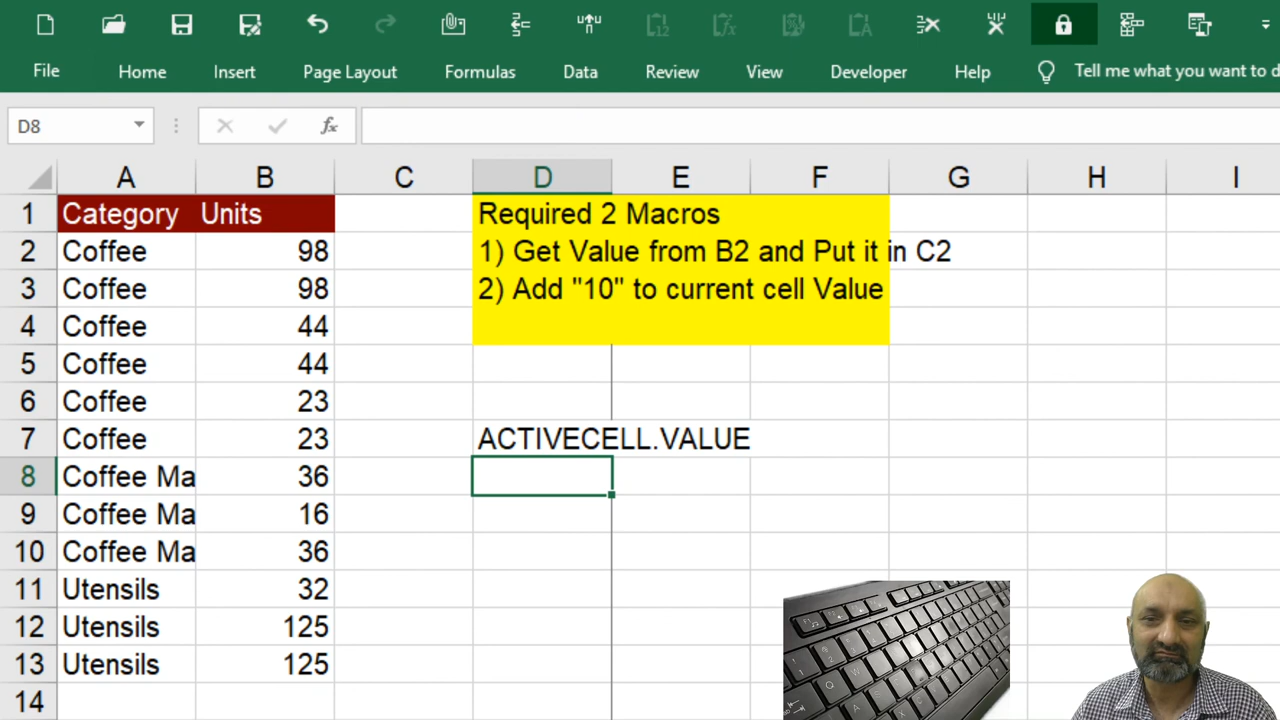 File Home Insert Page Layout Formulas Data Review View Developer Help Tell me what you want to d
D8 fx
A B C D E F G H I
1 Category Units Required 2 Macros
2 Coffee 98 1) Get Value from B2 and Put it in C2
3 Coffee 98 2) Add "10" to current cell Value
4 Coffee 44
5 Coffee 44
6 Coffee 23
7 Coffee 23 ACTIVECELL.VALUE
8 Coffee Ma 36
9 Coffee Ma 16
10 Coffee Ma 36
11 Utensils 32
12 Utensils 125
13 Utensils 125
14